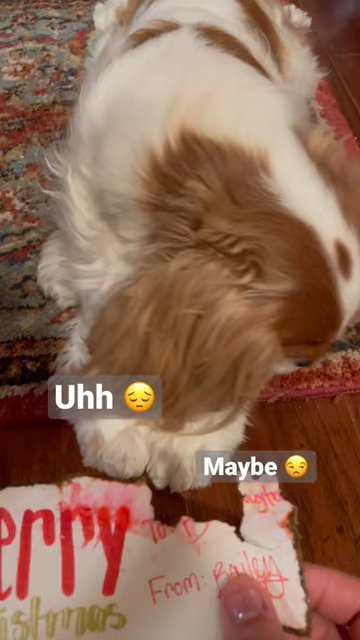 Uhh 😔
Maybe 😒
erry
To:
From: Bailey
istmas